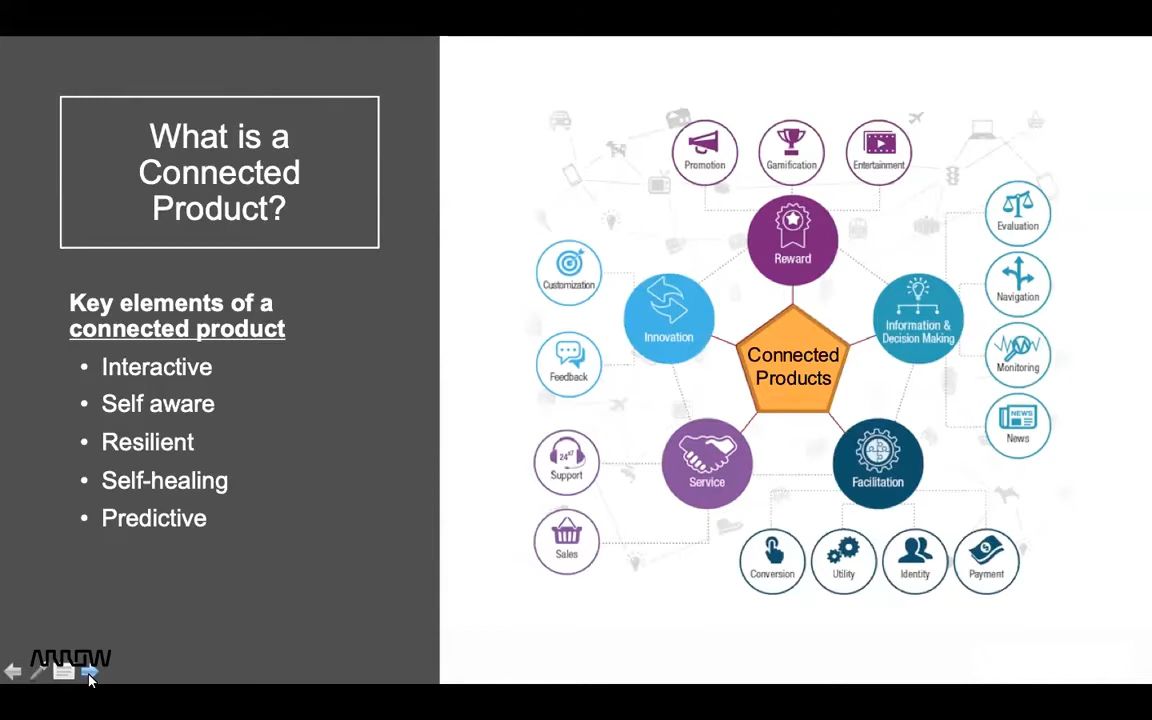 What is a
Connected
Product?
Key elements of a
connected product
• Interactive
• Self aware
• Resilient
• Self-healing
• Predictive
ARROW
Promotion
Gamification
Entertainment
Reward
Evaluation
Navigation
Monitoring
NEWS
News
Customization
Feedback
Innovation
Information &
Decision Making
Connected
Products
24x7
Support
Sales
Service
Facilitation
Conversion
Utility
Identity
Payment